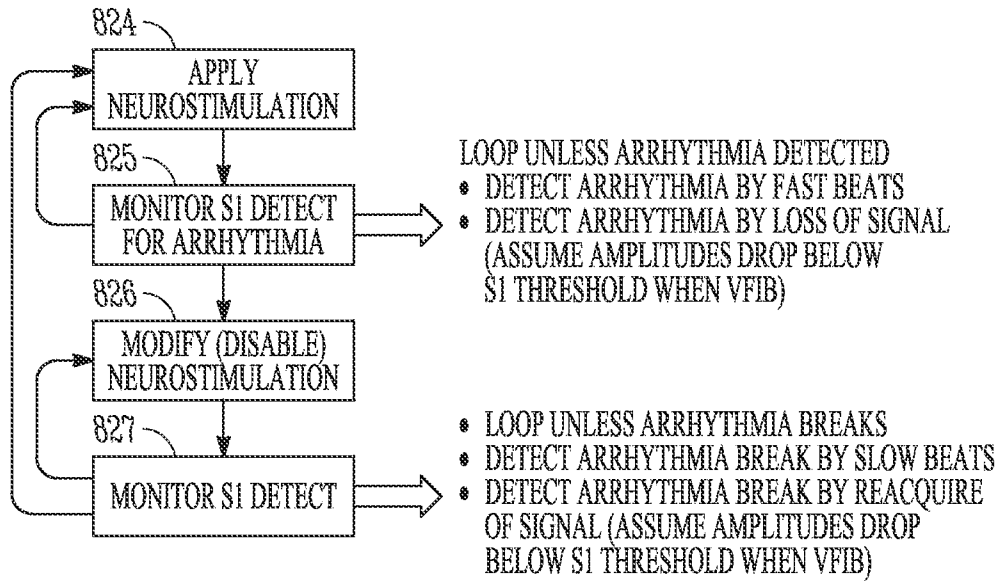 824
APPLY
NEUROSTIMULATION
825
MONITOR S1 DETECT
FOR ARRHYTHMIA
LOOP UNLESS ARRHYTHMIA DETECTED
• DETECT ARRHYTHMIA BY FAST BEATS
• DETECT ARRHYTHMIA BY LOSS OF SIGNAL
(ASSUME AMPLITUDES DROP BELOW
S1 THRESHOLD WHEN VFIB)
826
MODIFY (DISABLE)
NEUROSTIMULATION
827
MONITOR S1 DETECT
• LOOP UNLESS ARRHYTHMIA BREAKS
• DETECT ARRHYTHMIA BREAK BY SLOW BEATS
• DETECT ARRHYTHMIA BREAK BY REACQUIRE
OF SIGNAL (ASSUME AMPLITUDES DROP
BELOW S1 THRESHOLD WHEN VFIB)